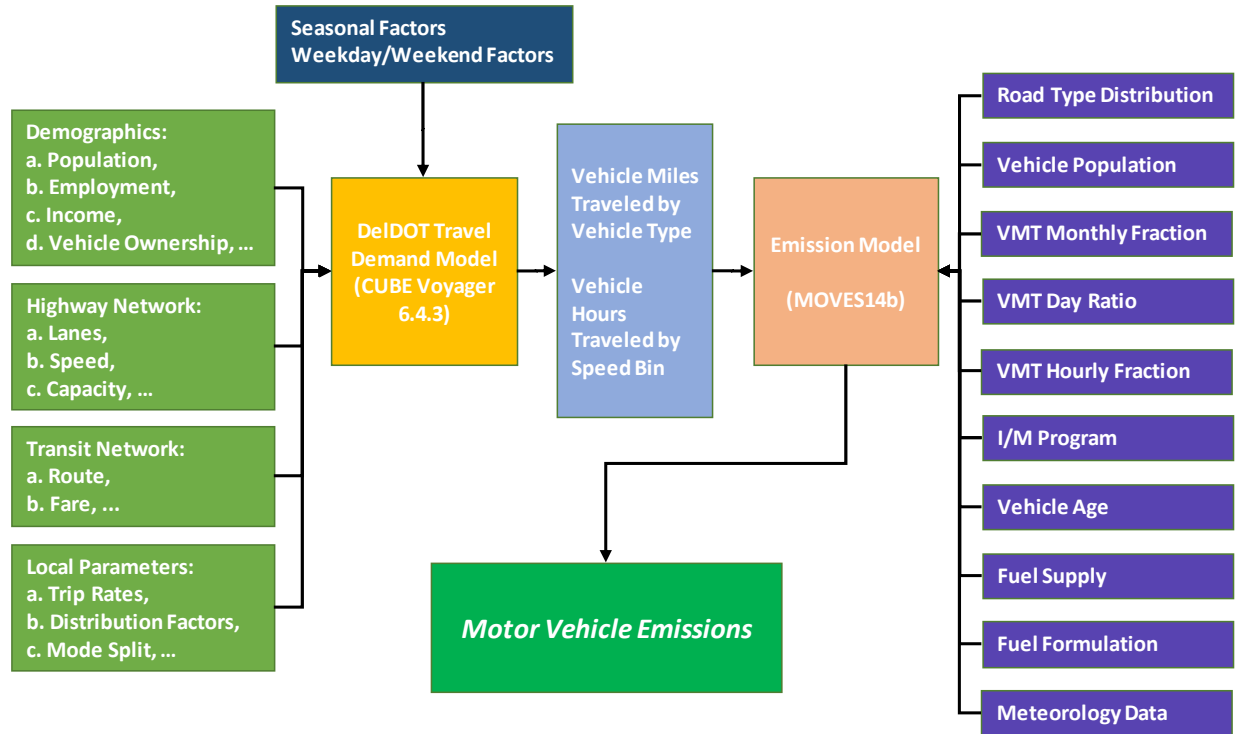 Seasonal Factors
Weekday/Weekend Factors
Demographics:
a. Population,
b. Employment,
c. Income,
d. Vehicle Ownership, ...
Highway Network:
a. Lanes,
b. Speed,
c. Capacity, ...
Transit Network:
a. Route,
b. Fare, ...
Local Parameters:
a. Trip Rates,
b. Distribution Factors,
c. Mode Split, ...
DelDOT Travel
Demand Model
(CUBE Voyager
6.4.3)
Vehicle Miles
Traveled by
Vehicle Type
Vehicle
Hours
Traveled by
Speed Bin
Emission Model
(MOVES14b)
Motor Vehicle Emissions
Road Type Distribution
Vehicle Population
VMT Monthly Fraction
VMT Day Ratio
VMT Hourly Fraction
I/M Program
Vehicle Age
Fuel Supply
Fuel Formulation
Meteorology Data